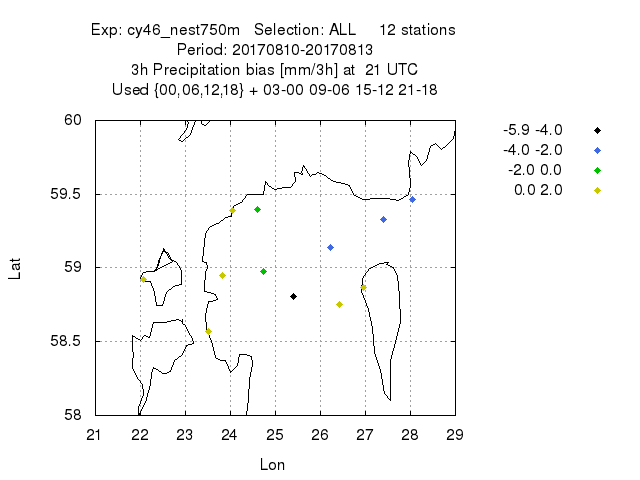 Exp: cy46_nest750m Selection: ALL 12 stations
Period: 20170810-20170813
3h Precipitation bias [mm/3h] at 21 UTC
Used {00,06,12,18} + 03-00 09-06 15-12 21-18
-5.9 -4.0
-4.0 -2.0
-2.0 0.0
0.0 2.0
60
59.5
59
58.5
58
Lat
21 22 23 24 25 26 27 28 29
Lon